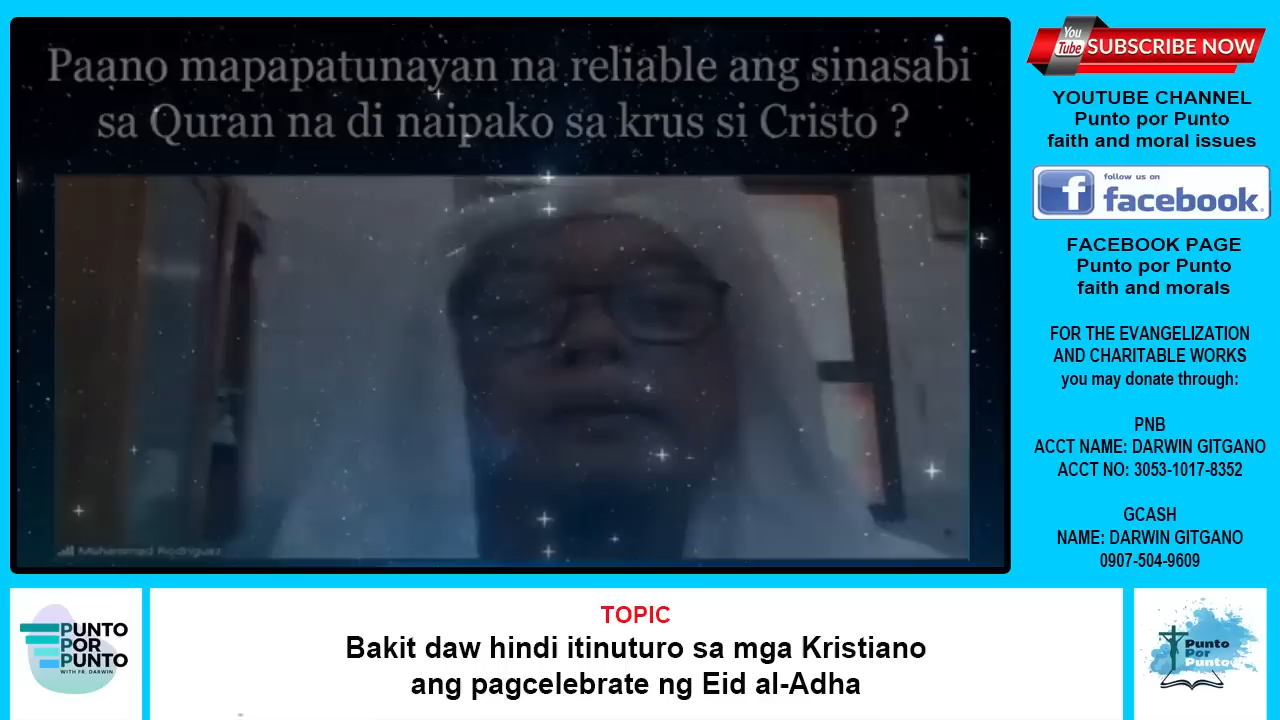 Paano mapapatunayan na reliable ang sinasabi
sa Quran na di naipako sa krus si Cristo ?
Muhammad Rodriguez
You
Tube
SUBSCRIBE NOW
YOUTUBE CHANNEL
Punto por Punto
faith and moral issues
follow us on
facebook.
FACEBOOK PAGE
Punto por Punto
faith and morals
FOR THE EVANGELIZATION
AND CHARITABLE WORKS
you may donate through:
PNB
ACCT NAME: DARWIN GITGANO
ACCT NO: 3053-1017-8352
GCASH
NAME: DARWIN GITGANO
0907-504-9609
PUNTO
POR
PUNTO
WITH FR. DARWIN
TOPIC
Bakit daw hindi itinuturo sa mga Kristiano
ang pagcelebrate ng Eid al-Adha
Punto
Por
Punto